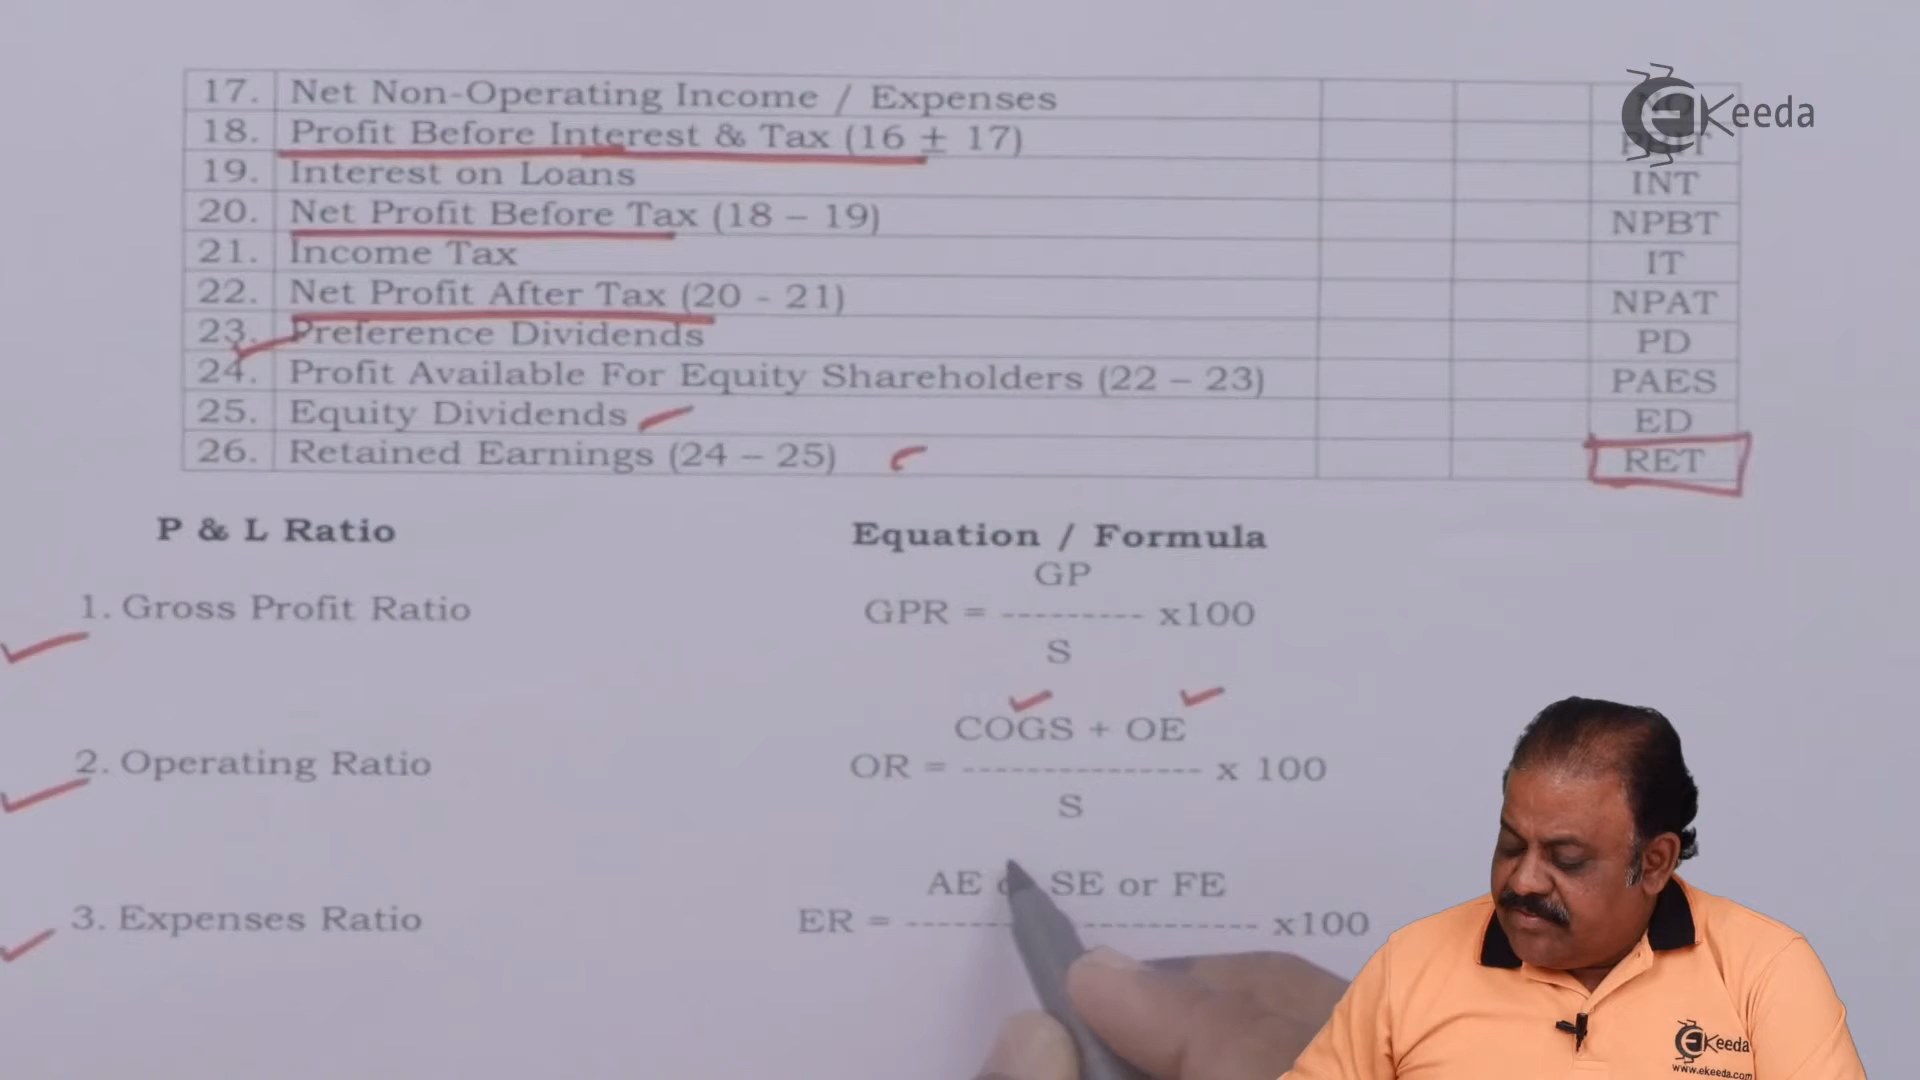 17. Net Non-Operating Income / Expenses
18. Profit Before Interest & Tax (16 ± 17)
19. Interest on Loans INT
20. Net Profit Before Tax (18 – 19) NPBT
21. Income Tax IT
22. Net Profit After Tax (20 - 21) NPAT
23. Preference Dividends PD
24. Profit Available For Equity Shareholders (22 – 23) PAES
25. Equity Dividends ED
26. Retained Earnings (24 – 25) RET
P & L Ratio Equation / Formula
GP
1. Gross Profit Ratio GPR = --------- x100
S
COGS + OE
2. Operating Ratio OR = --------------- x 100
S
AE SE or FE
3. Expenses Ratio ER = ---------------------- x100
eKeeda
eKeeda
www.ekeeda.com